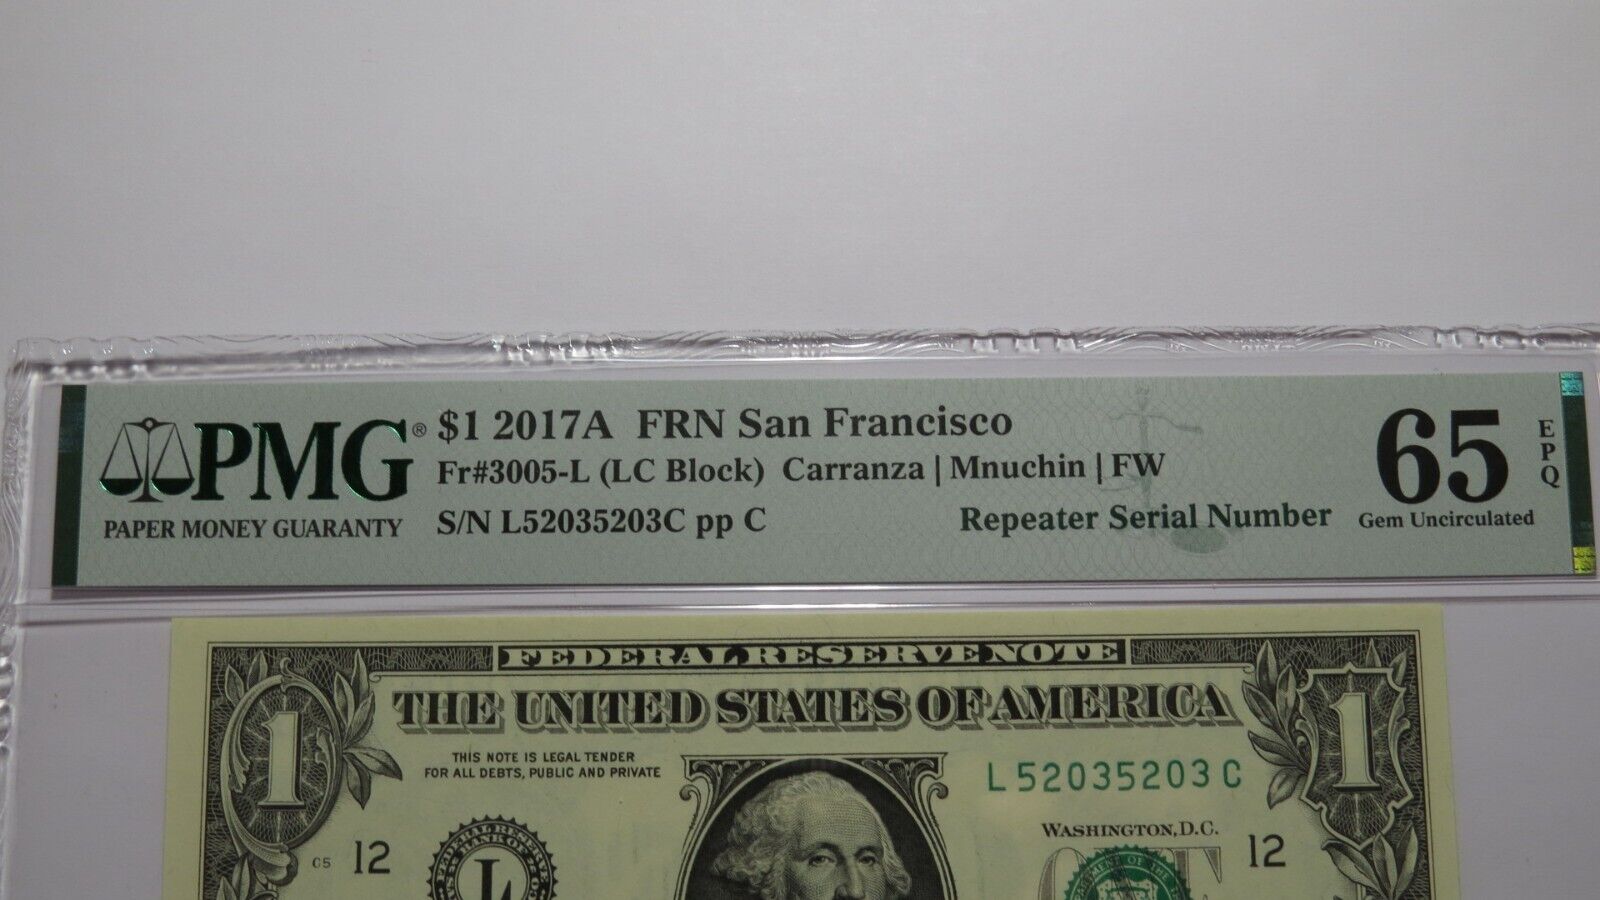 PMG®
PAPER MONEY GUARANTY
$1 2017A FRN San Francisco
Fr#3005-L (LC Block) Carranza | Mnuchin | FW
S/N L52035203C pp C
Repeater Serial Number
65
EPQ
Gem Uncirculated
FEDERAL RESERVE NOTE
THE UNITED STATES OF AMERICA
1
1
THIS NOTE IS LEGAL TENDER
FOR ALL DEBTS, PUBLIC AND PRIVATE
L 52035203 C
WASHINGTON, D.C.
C5 12
12
FEDERAL RESERVE
L